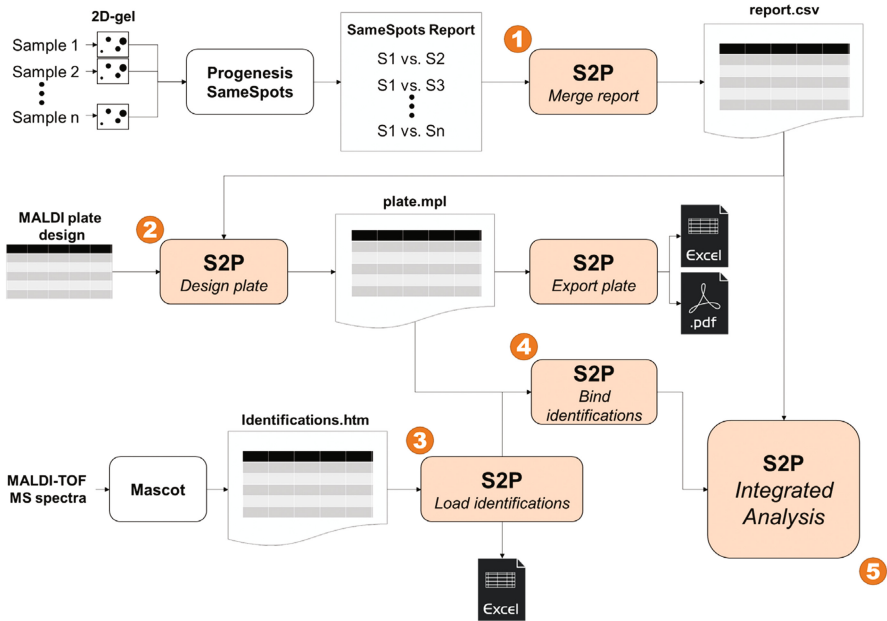 2D-gel
Sample 1
Sample 2
Sample n
Progenesis
SameSpots
SameSpots Report
S1 vs. S2
S1 vs. S3
S1 vs. Sn
1
S2P
Merge report
report.csv
MALDI plate
design
2
S2P
Design plate
plate.mpl
S2P
Export plate
Excel
.pdf
4
S2P
Bind
identifications
MALDI-TOF
MS spectra
Mascot
Identifications.htm
3
S2P
Load identifications
Excel
S2P
Integrated
Analysis
5